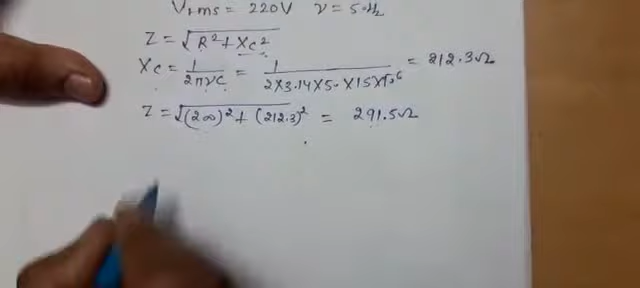 Vrms = 220V ν = 50Hz
Z = √R² + Xc²
Xc = 1/2πνC = 1/2×3.14×50×15×10⁻⁶ = 212.3Ω
Z = √(200)² + (212.3)² = 291.5Ω